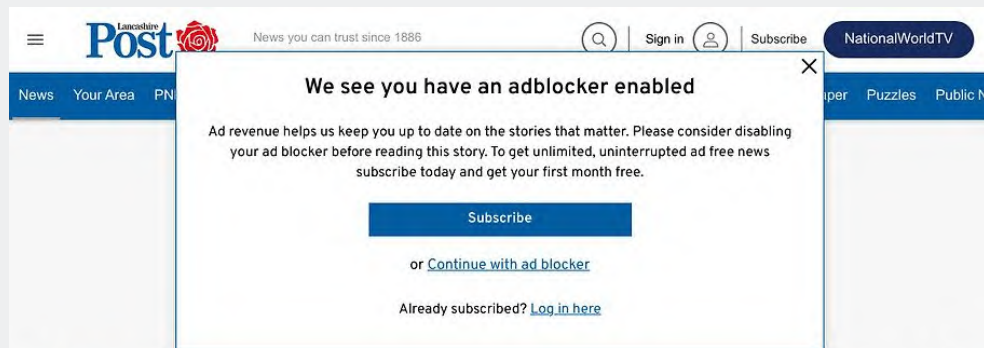 Lancashire
Post
News you can trust since 1886
Sign in
Subscribe
NationalWorldTV
News Your Area
Puzzles Public
We see you have an adblocker enabled
Ad revenue helps us keep you up to date on the stories that matter. Please consider disabling
your ad blocker before reading this story. To get unlimited, uninterrupted ad free news
subscribe today and get your first month free.
Subscribe
or Continue with ad blocker
Already subscribed? Log in here